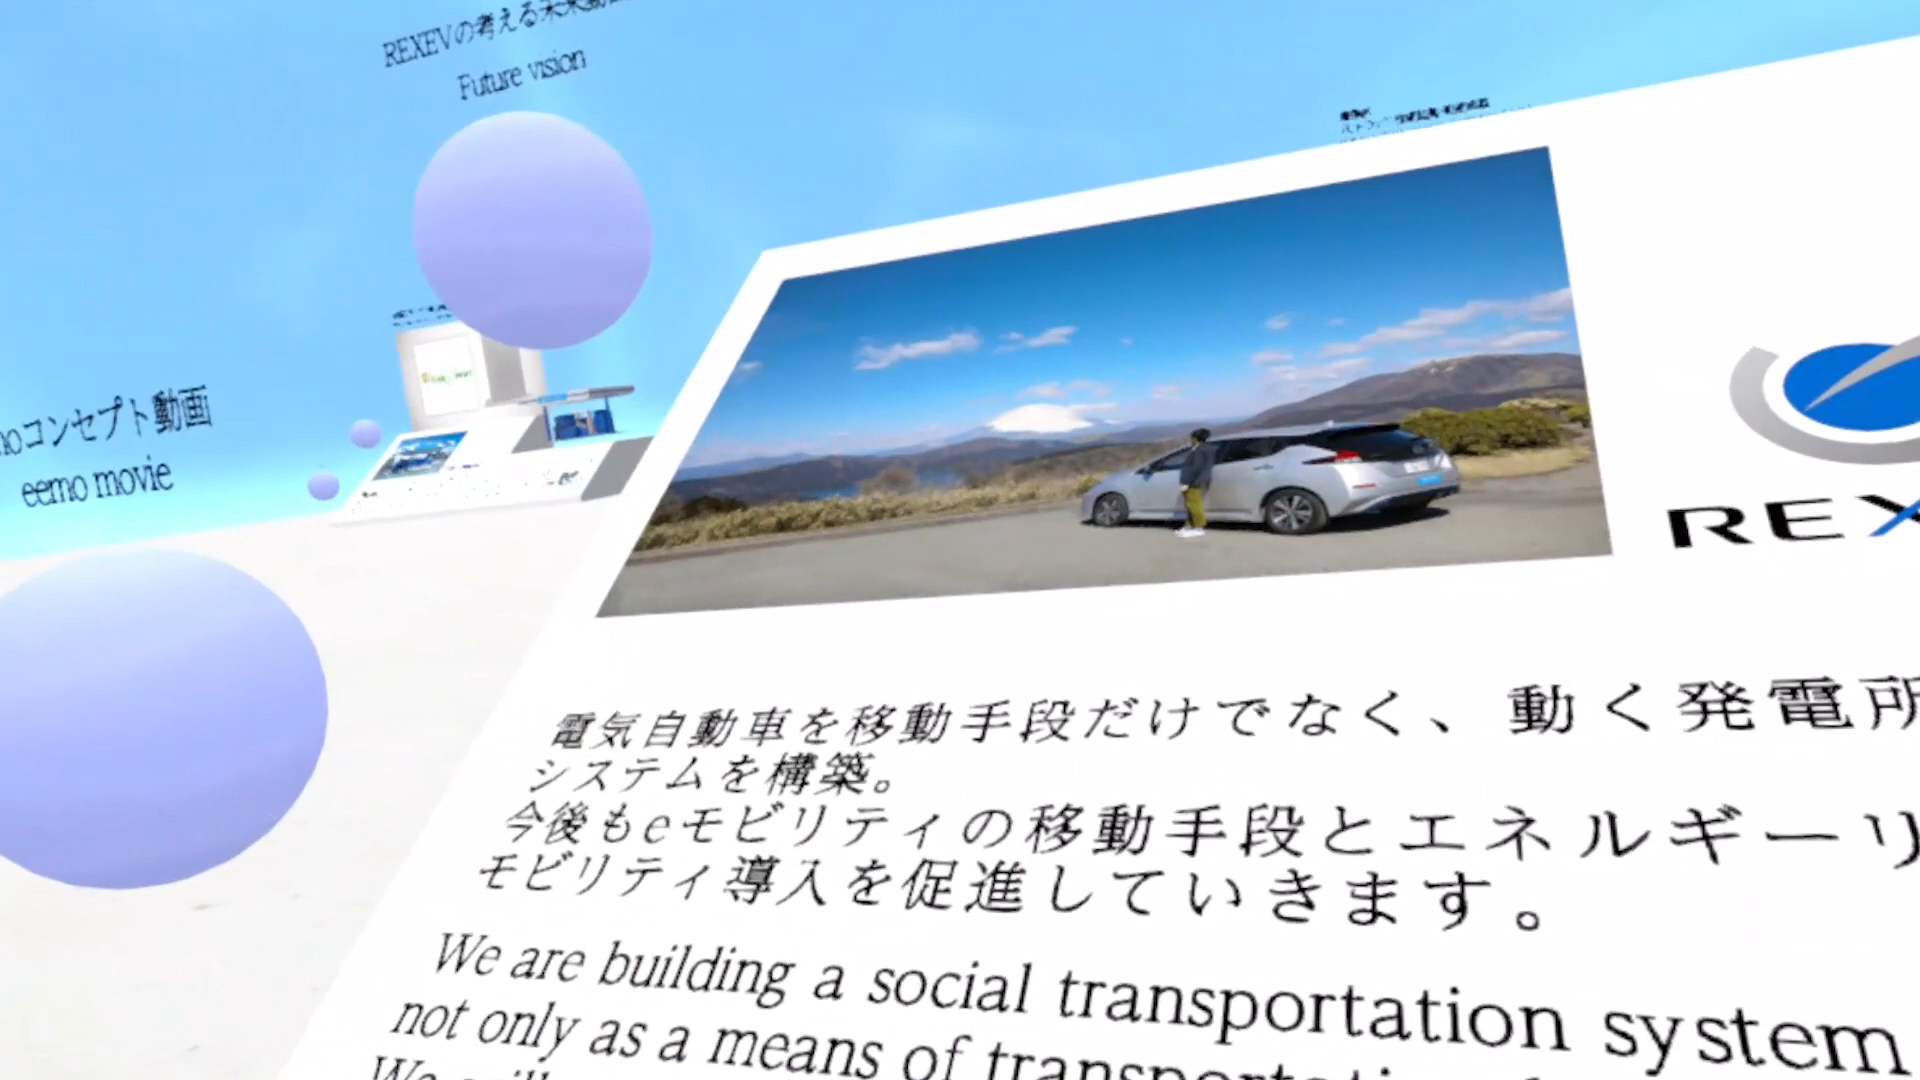 REXEVの考える未来動画
Future vision
コンセプト動画
eemo movie
REX
電気自動車を移動手段だけでなく、動く発電所
システムを構築。
今後もeモビリティの移動手段とエネルギーリ
モビリティ導入を促進していきます。
We are building a social transportation system
not only as a means of
We